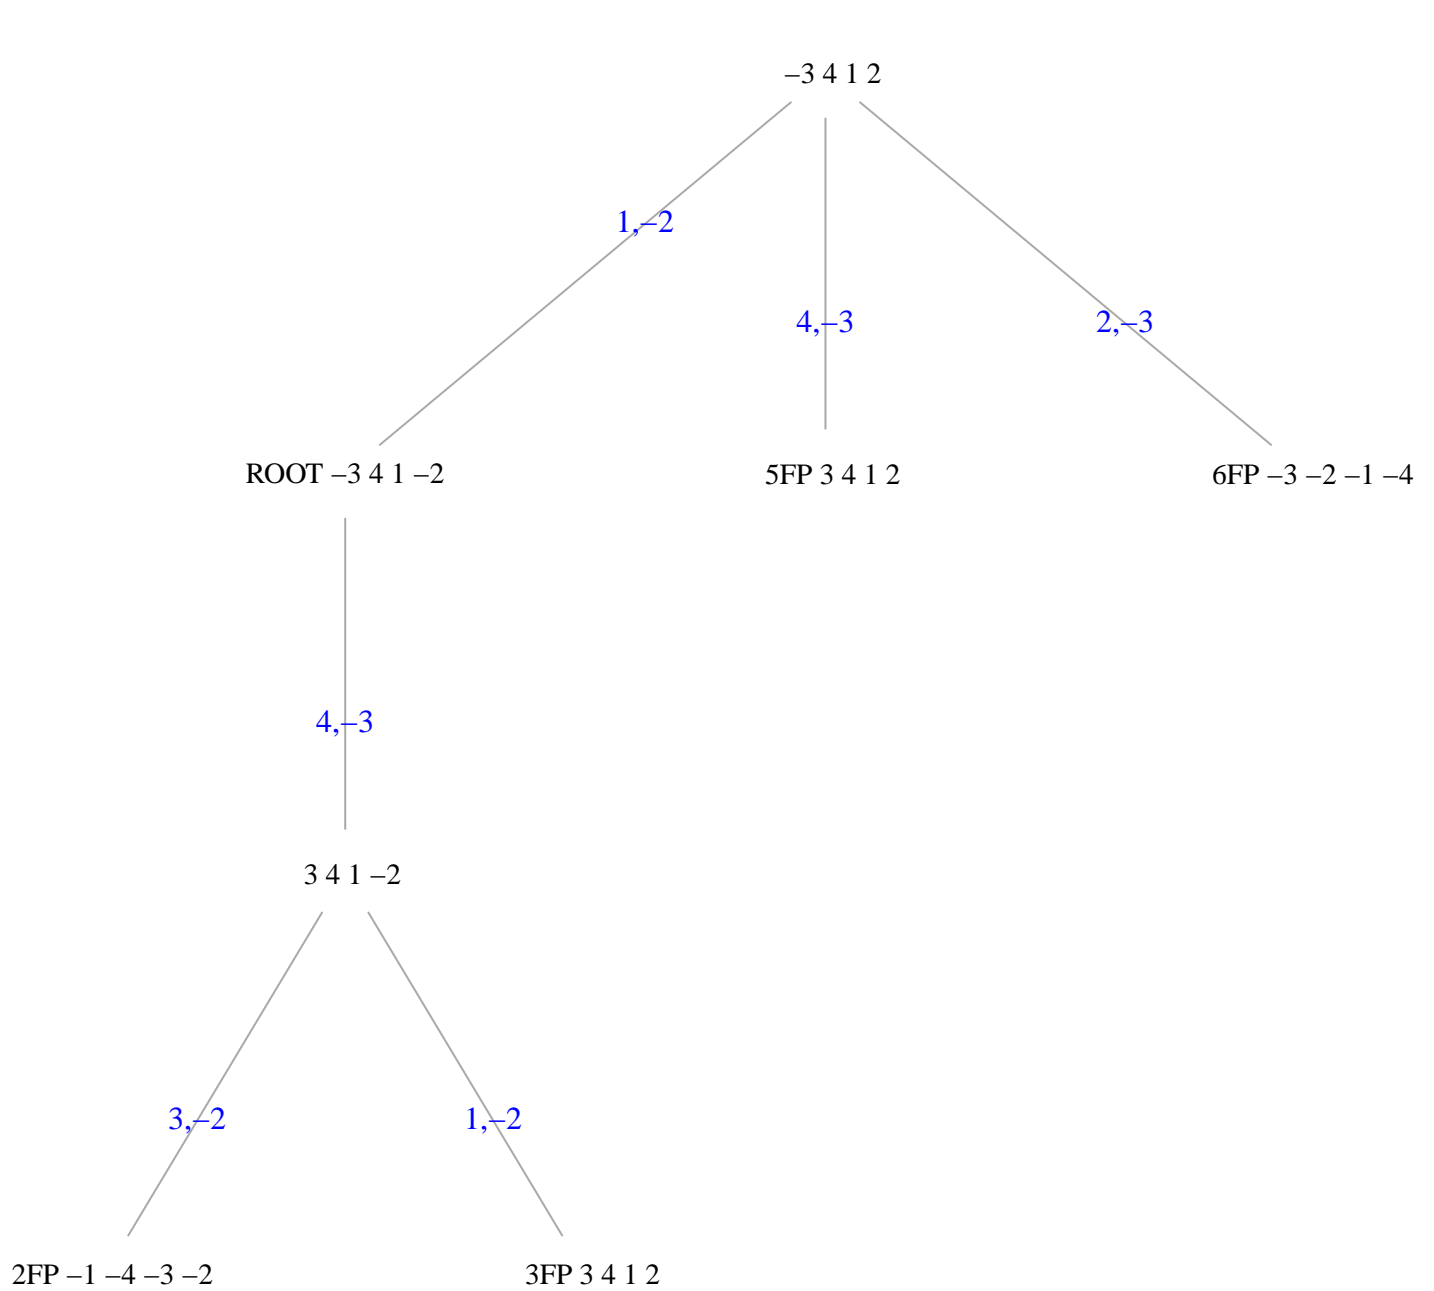 –3 4 1 2
1,–2
4,–3
2,–3
ROOT –3 4 1 –2
5FP 3 4 1 2
6FP –3 –2 –1 –4
4,–3
3 4 1 –2
3,–2
1,–2
2FP –1 –4 –3 –2
3FP 3 4 1 2